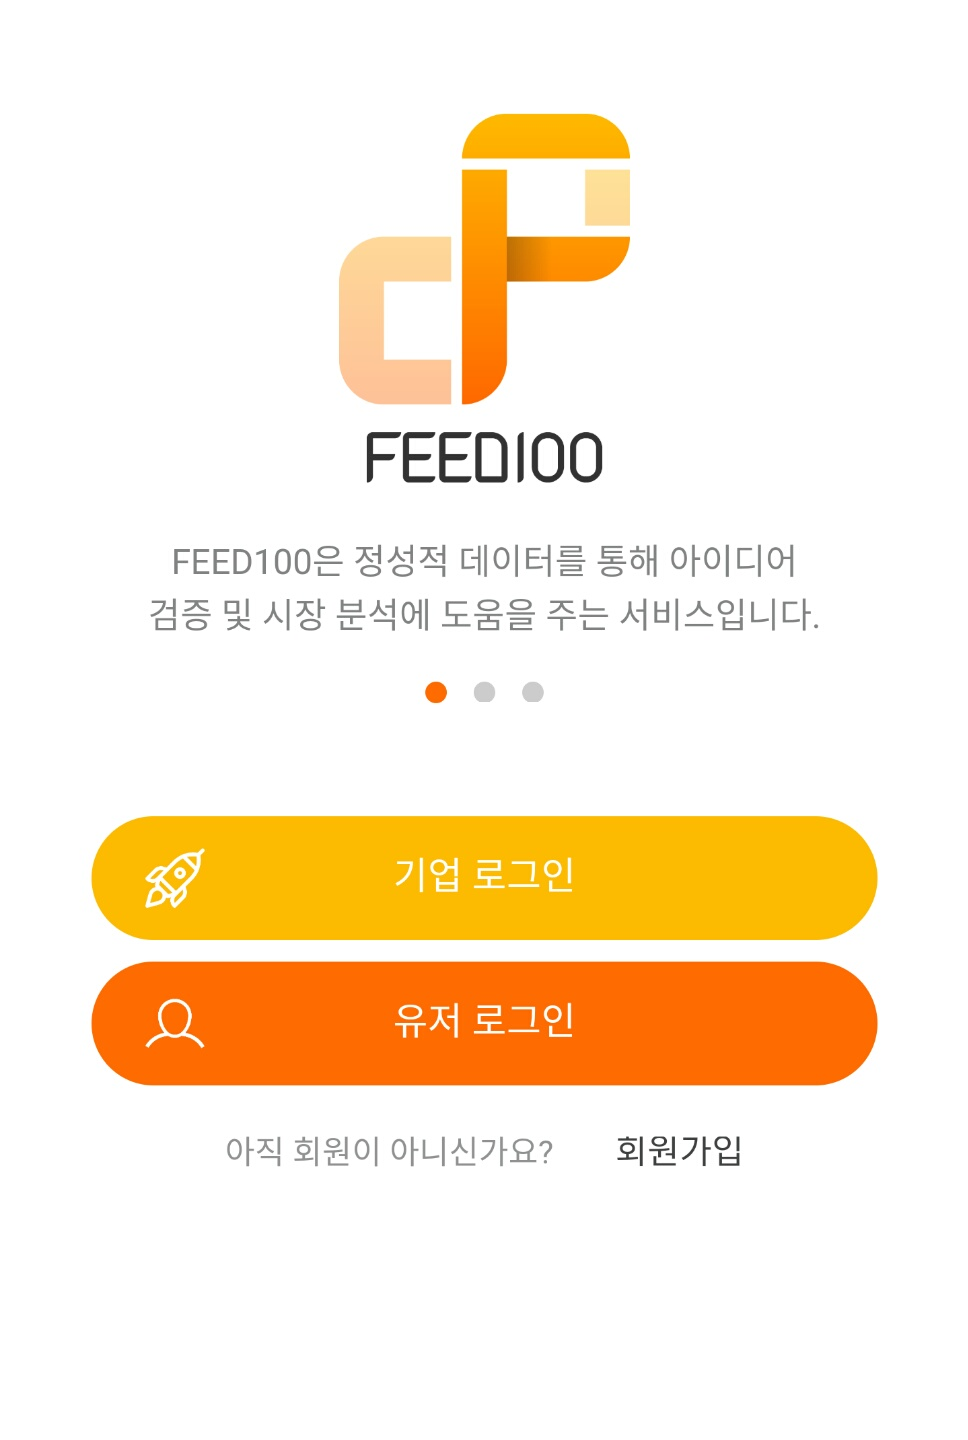 FEED100
FEED100은 정성적 데이터를 통해 아이디어
검증 및 시장 분석에 도움을 주는 서비스입니다.
기업 로그인
유저 로그인
아직 회원이 아니신가요? 회원가입